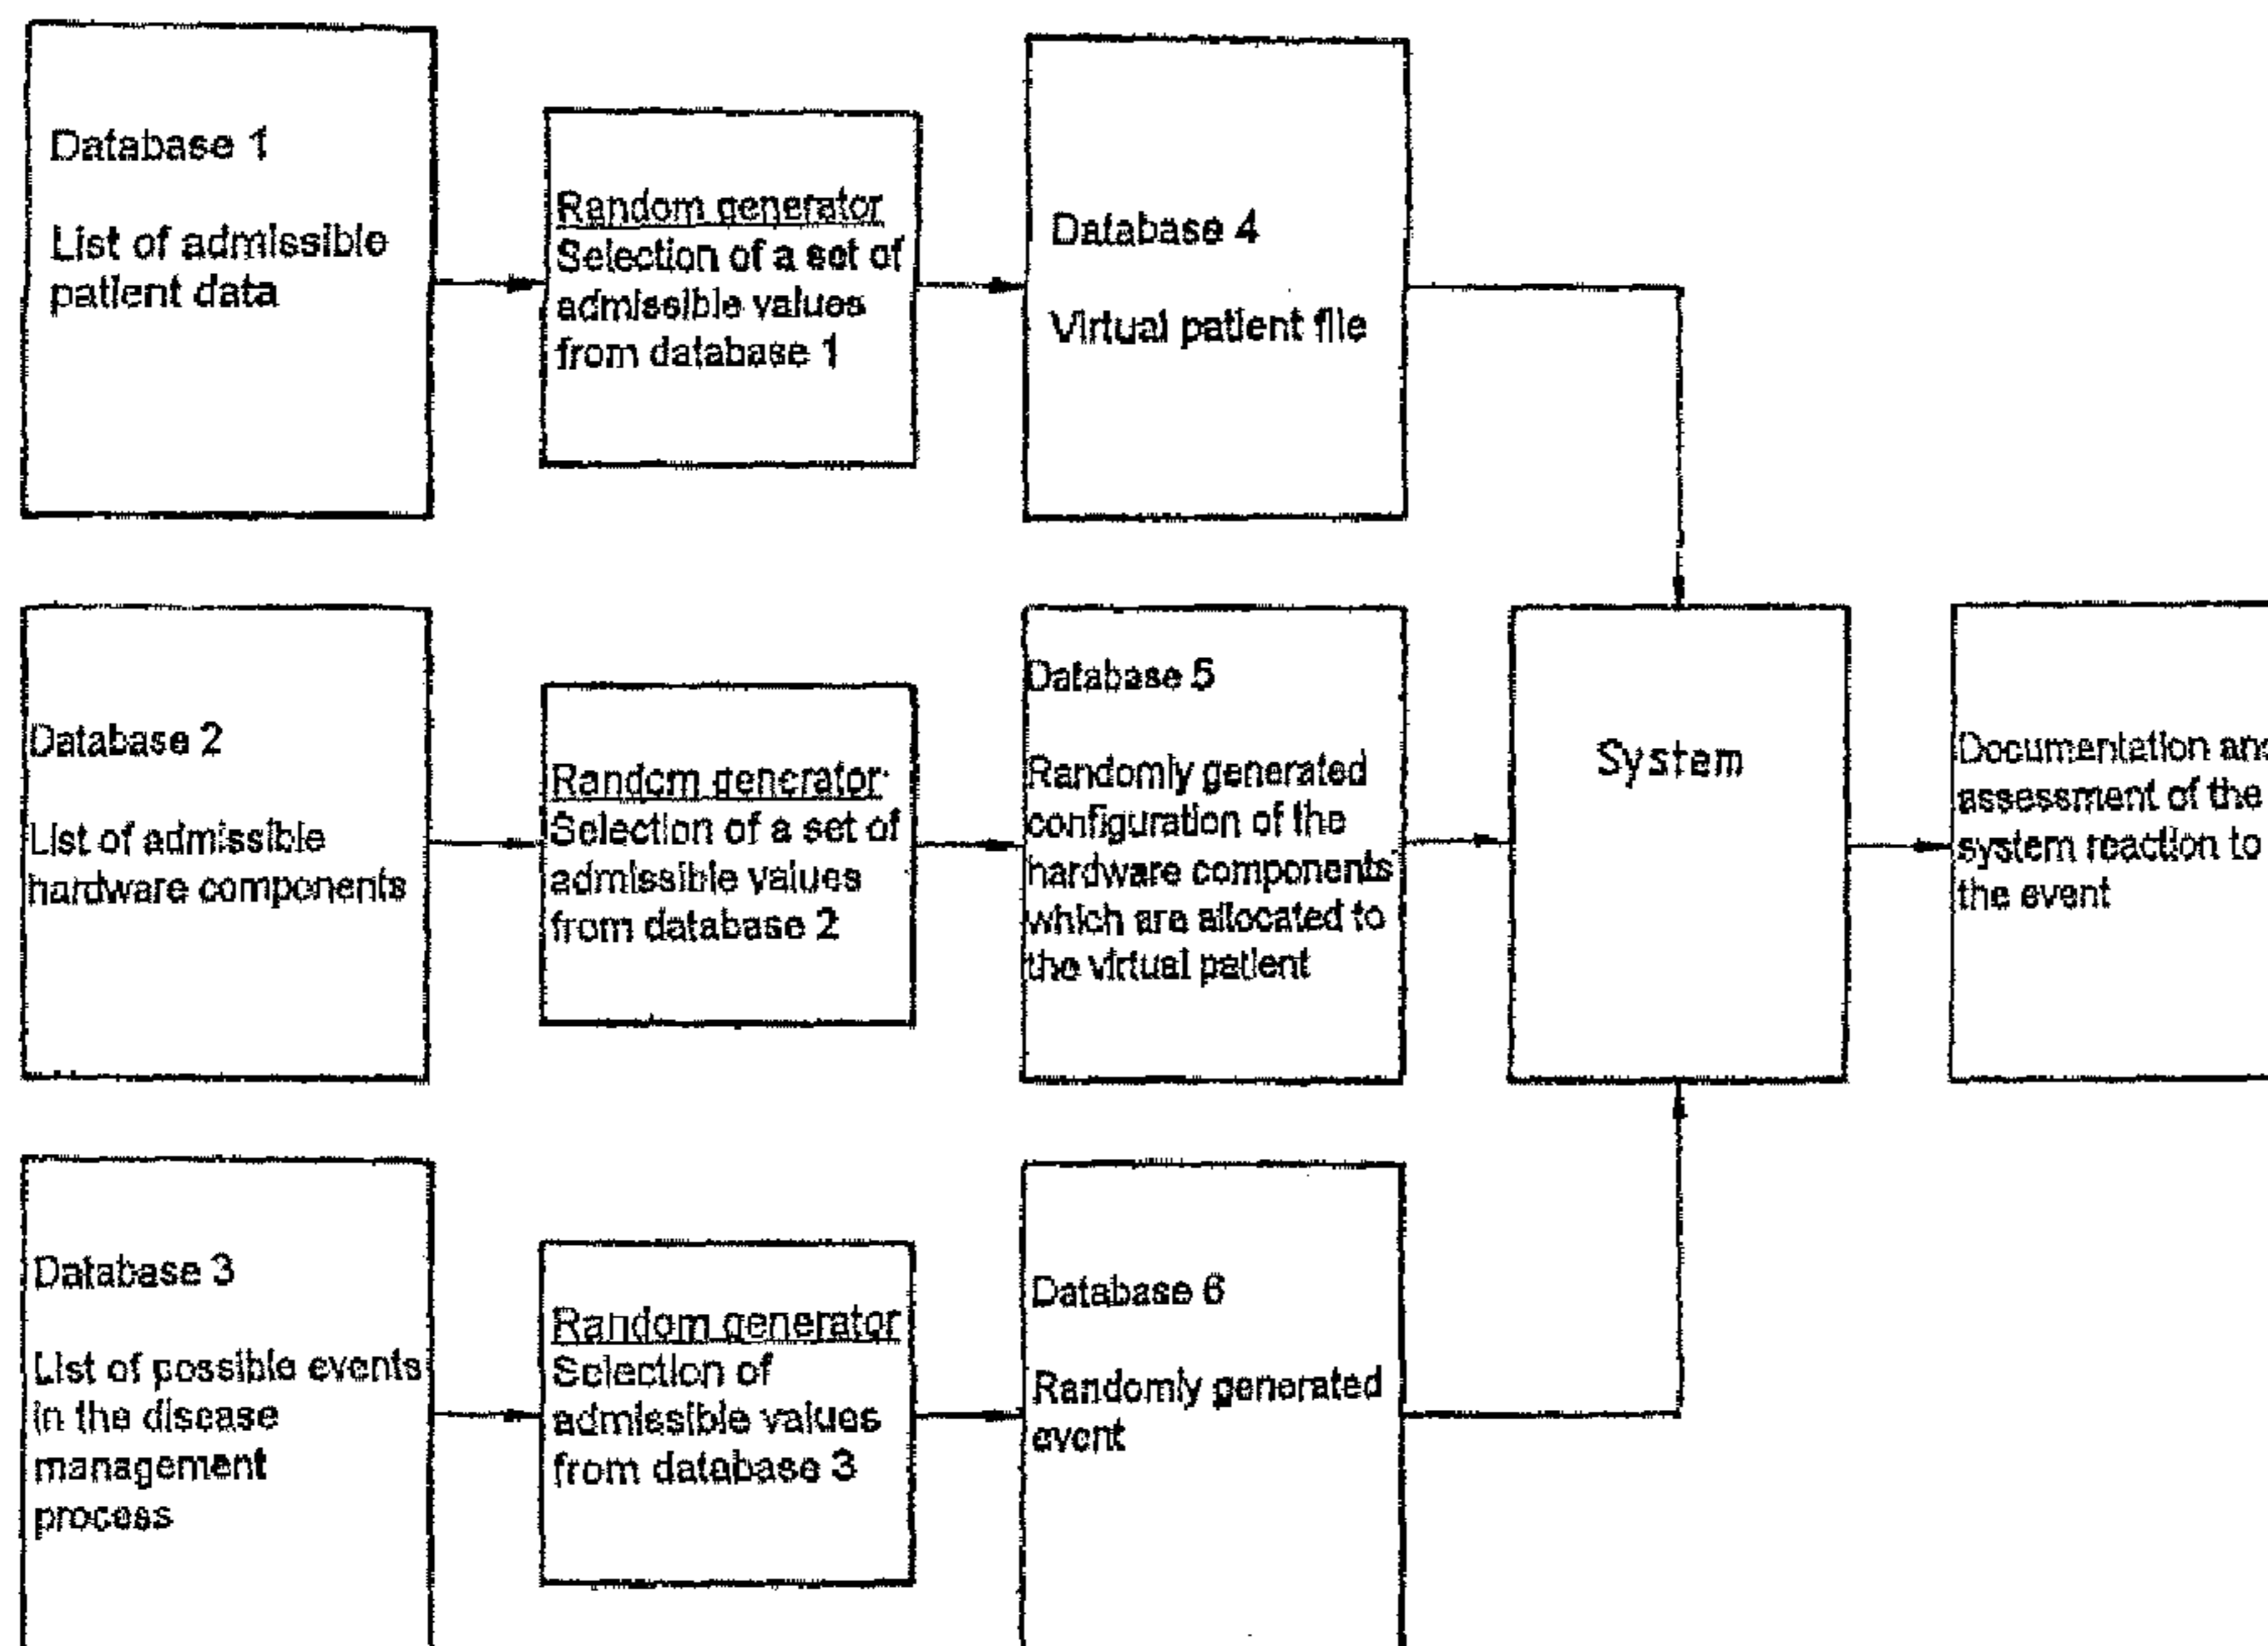 Database 1
List of admissible
patient data
Random generator
Selection of a set of
admissible values
from database 1
Database 4
Virtual patient file
Database 2
List of admissible
hardware components
Random generator
Selection of a set of
admissible values
from database 2
Database 5
Randomly generated
configuration of the
hardware components
which are allocated to
the virtual patient
System
Documentation and
assessment of the
system reaction to
the event
Database 3
List of possible events
in the disease
management
process
Random generator
Selection of
admissible values
from database 3
Database 6
Randomly generated
event